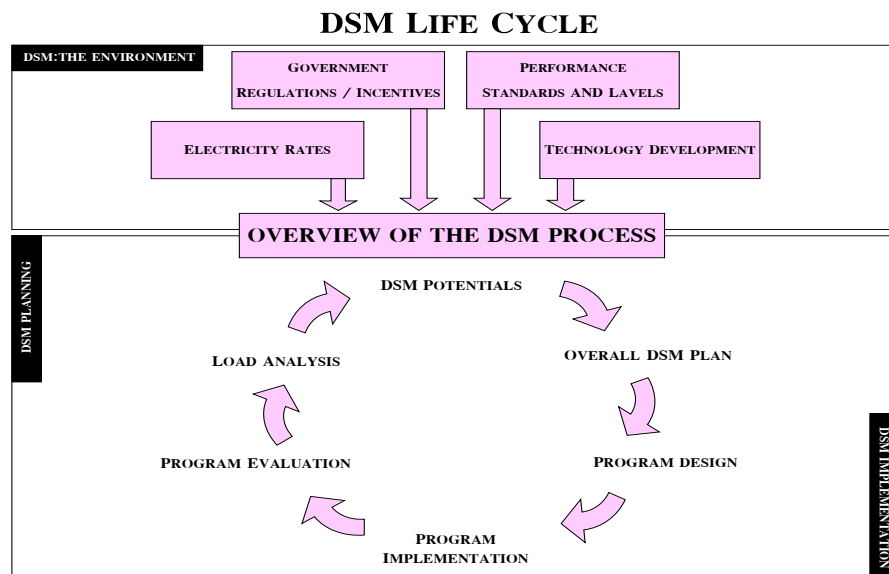 DSM LIFE CYCLE
DSM:THE ENVIRONMENT
GOVERNMENT
REGULATIONS / INCENTIVES
PERFORMANCE
STANDARDS AND LAVELS
ELECTRICITY RATES
TECHNOLOGY DEVELOPMENT
OVERVIEW OF THE DSM PROCESS
DSM PLANNING
DSM POTENTIALS
LOAD ANALYSIS
OVERALL DSM PLAN
PROGRAM EVALUATION
PROGRAM DESIGN
PROGRAM
IMPLEMENTATION
DSM IMPLEMENTATION